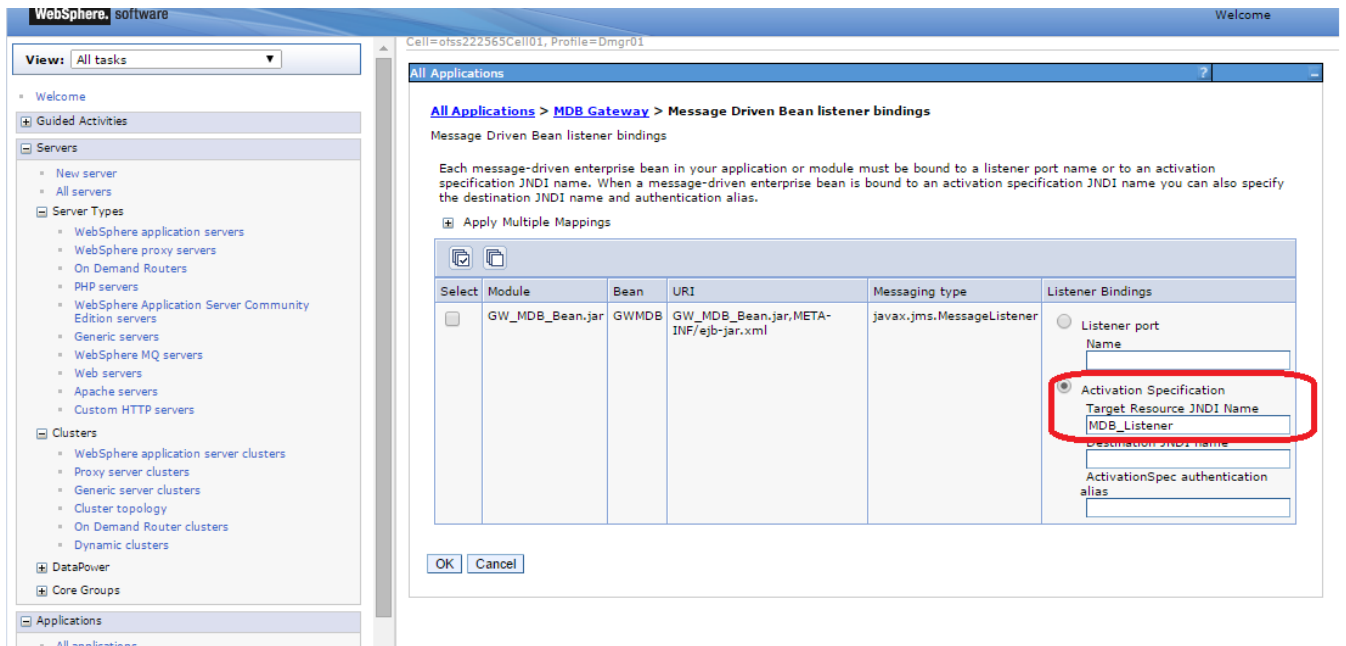 WebSphere. software
Welcome
View: All tasks
Welcome
Guided Activities
Servers
New server
All servers
Server Types
WebSphere application servers
WebSphere proxy servers
On Demand Routers
PHP servers
WebSphere Application Server Community
Edition servers
Generic servers
WebSphere MQ servers
Web servers
Apache servers
Custom HTTP servers
Clusters
WebSphere application server clusters
Proxy server clusters
Generic server clusters
Cluster topology
On Demand Router clusters
Dynamic clusters
DataPower
Core Groups
Applications
All applications
Cell=ofss222565Cell01, Profile=Dmgr01
All Applications
?
All Applications > MDB Gateway > Message Driven Bean listener bindings
Message Driven Bean listener bindings
Each message-driven enterprise bean in your application or module must be bound to a listener port name or to an activation
specification JNDI name. When a message-driven enterprise bean is bound to an activation specification JNDI name you can also specify
the destination JNDI name and authentication alias.
Apply Multiple Mappings
Select Module Bean URI Messaging type Listener Bindings
GW_MDB_Bean.jar GWMDB GW_MDB_Bean.jar,META-
INF/ejb-jar.xml
javax.jms.MessageListener
Listener port
Name
Activation Specification
Target Resource JNDI Name
MDB_Listener
Destination JNDI name
ActivationSpec authentication
alias
OK Cancel